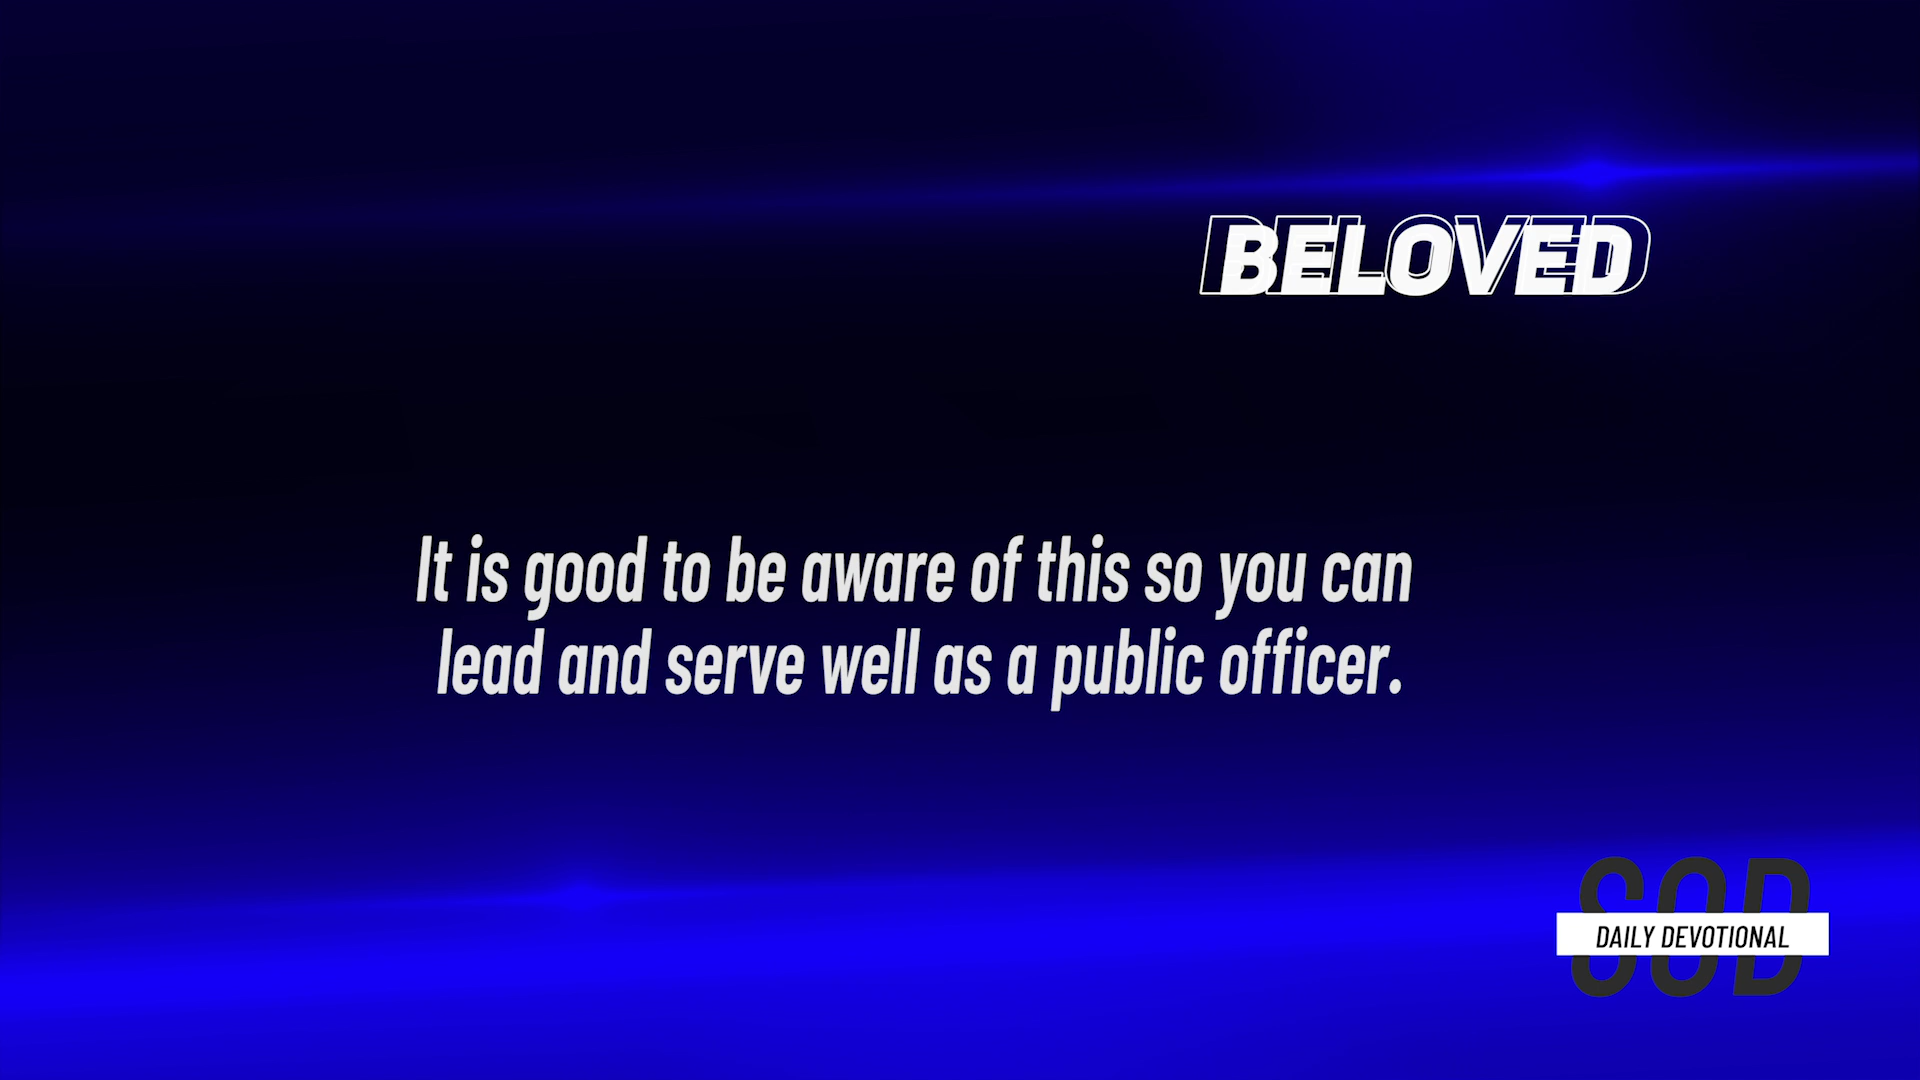 BELOVED
It is good to be aware of this so you can
lead and serve well as a public officer.
SOD
DAILY DEVOTIONAL